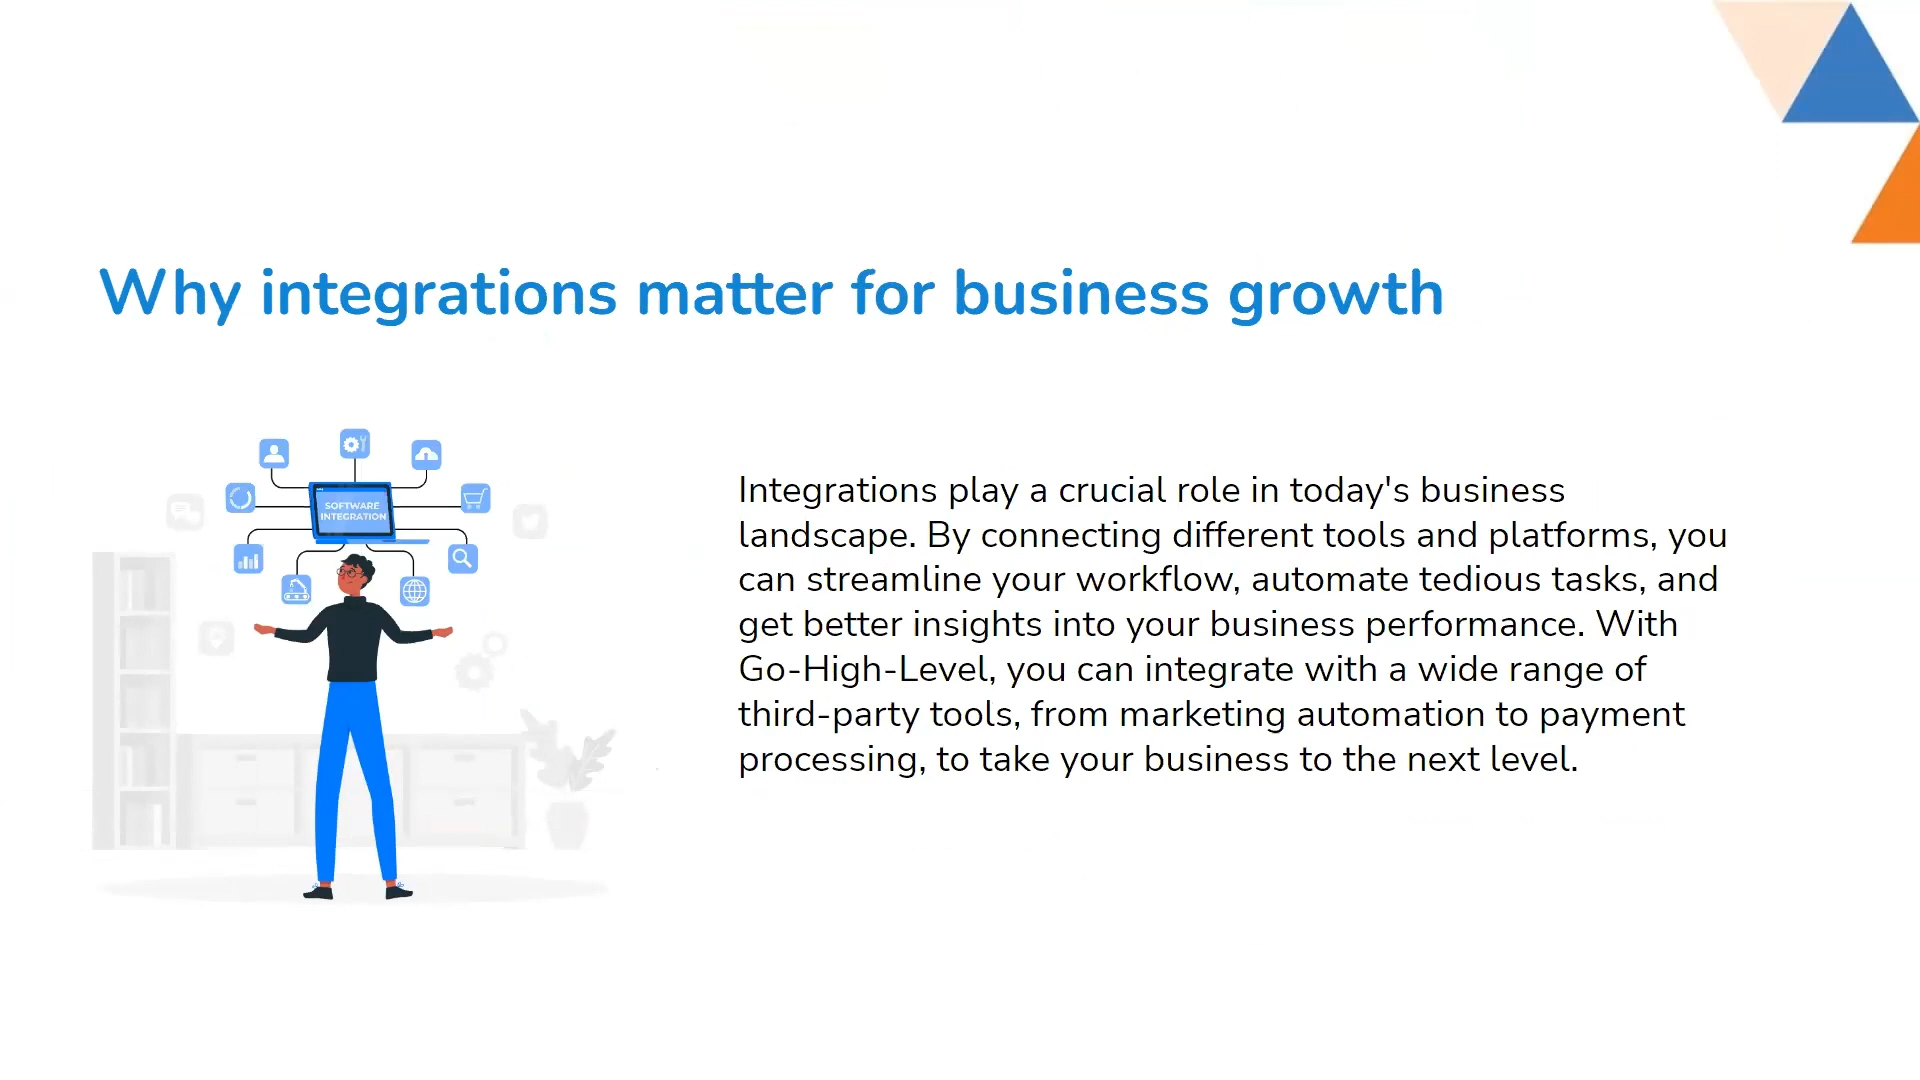 Why integrations matter for business growth
SOFTWARE
INTEGRATION
Integrations play a crucial role in today's business
landscape. By connecting different tools and platforms, you
can streamline your workflow, automate tedious tasks, and
get better insights into your business performance. With
Go-High-Level, you can integrate with a wide range of
third-party tools, from marketing automation to payment
processing, to take your business to the next level.